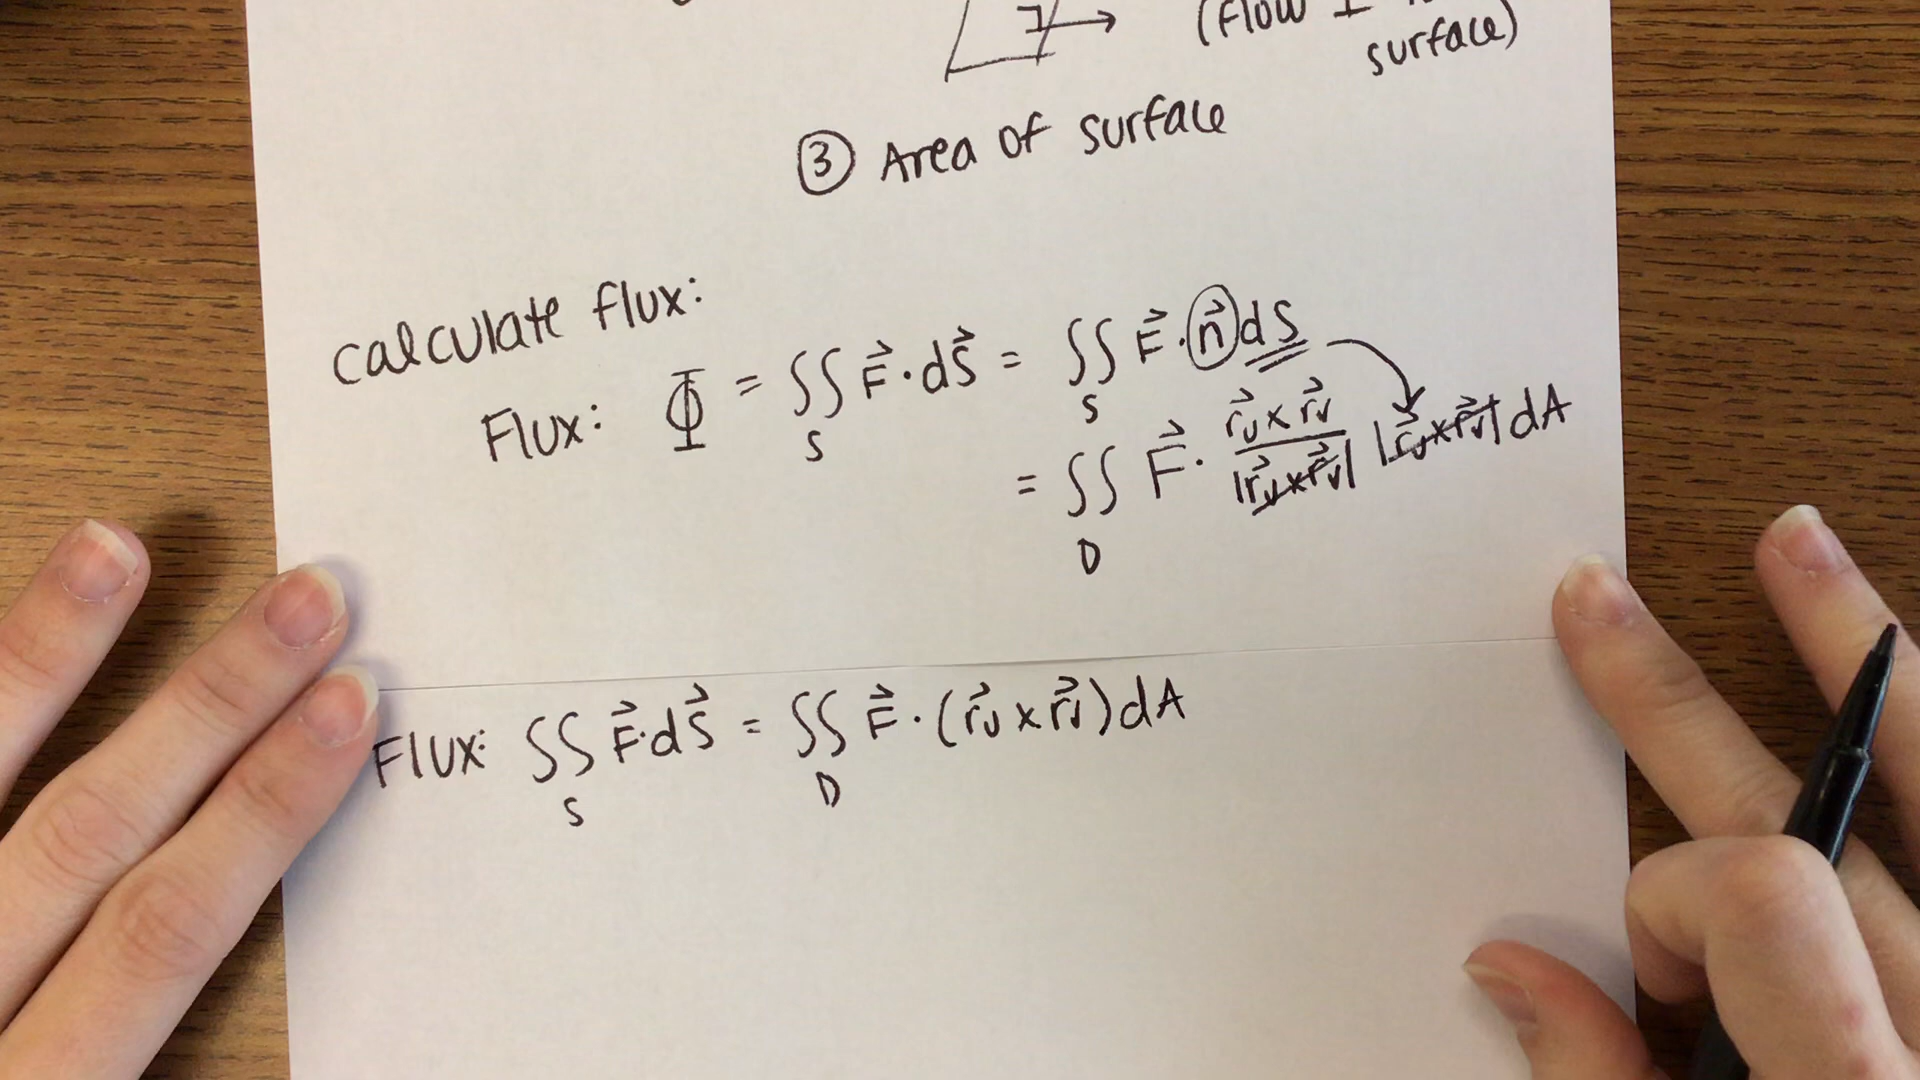 (flow ⊥
surface)
③ Area of surface
calculate flux:
Flux: Φ = ∬_S F⃗ · dS⃗ = ∬_S F⃗ · n⃗ dS
= ∬_D F⃗ · (r⃗_u × r⃗_v)/|r⃗_u × r⃗_v| |r⃗_u × r⃗_v| dA
Flux: ∬_S F⃗ · dS⃗ = ∬_D F⃗ · (r⃗_u × r⃗_v) dA